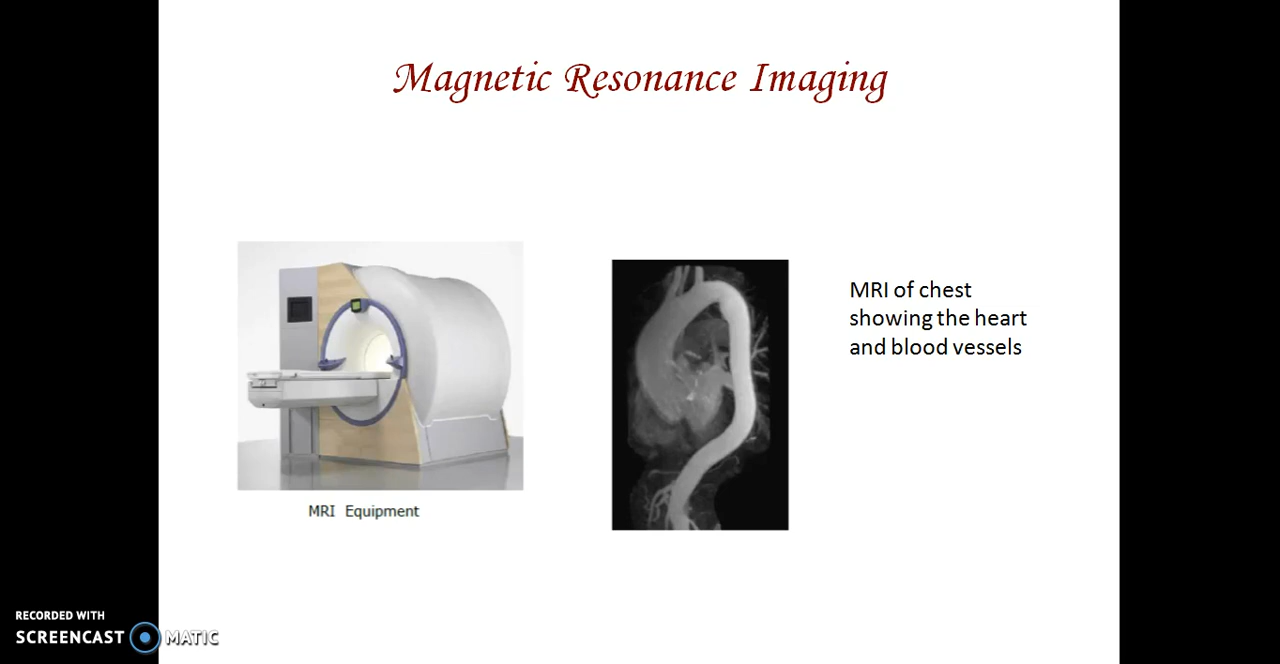 Magnetic Resonance Imaging
MRI of chest
showing the heart
and blood vessels
MRI Equipment
RECORDED WITH
SCREENCAST MATIC